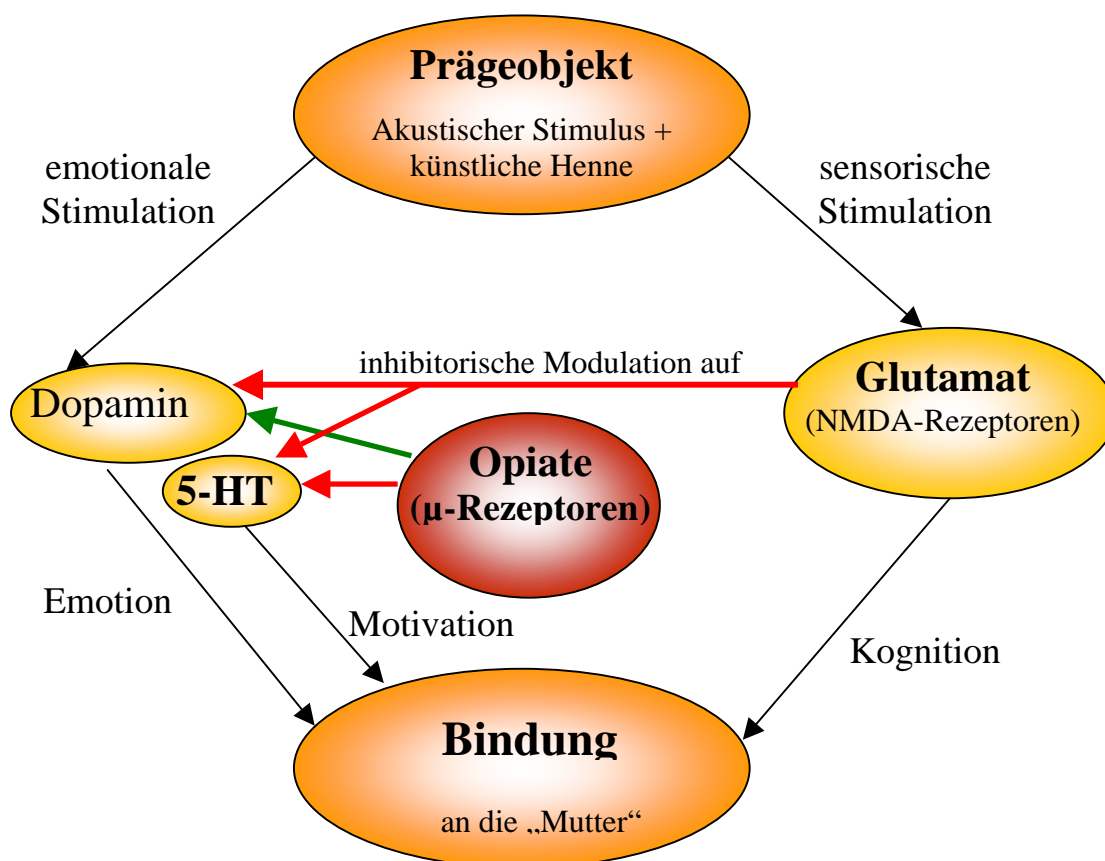 Prägeobjekt
Akustischer Stimulus +
künstliche Henne
emotionale
Stimulation
sensorische
Stimulation
inhibitorische Modulation auf
Dopamin
Glutamat
(NMDA-Rezeptoren)
5-HT
Opiate
(µ-Rezeptoren)
Emotion
Motivation
Kognition
Bindung
an die „Mutter“